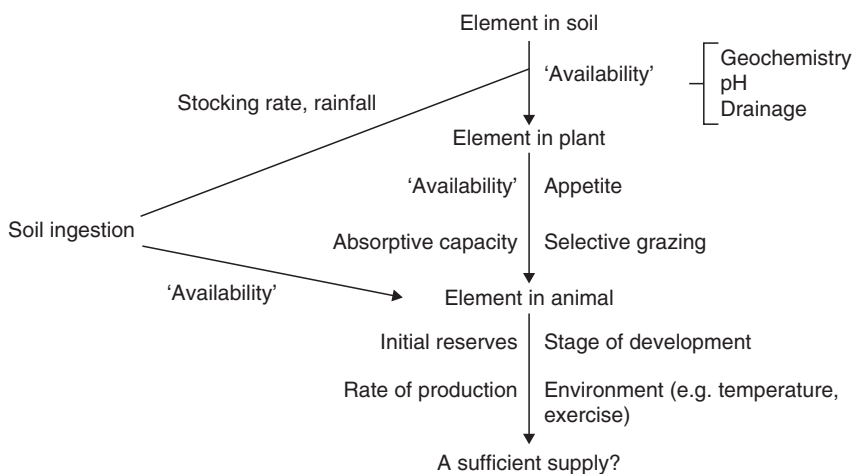 Element in soil
'Availability'
Geochemistry
pH
Drainage
Stocking rate, rainfall
Element in plant
'Availability'
Appetite
Soil ingestion
Absorptive capacity
Selective grazing
'Availability'
Element in animal
Initial reserves
Stage of development
Rate of production
Environment (e.g. temperature,
exercise)
A sufficient supply?